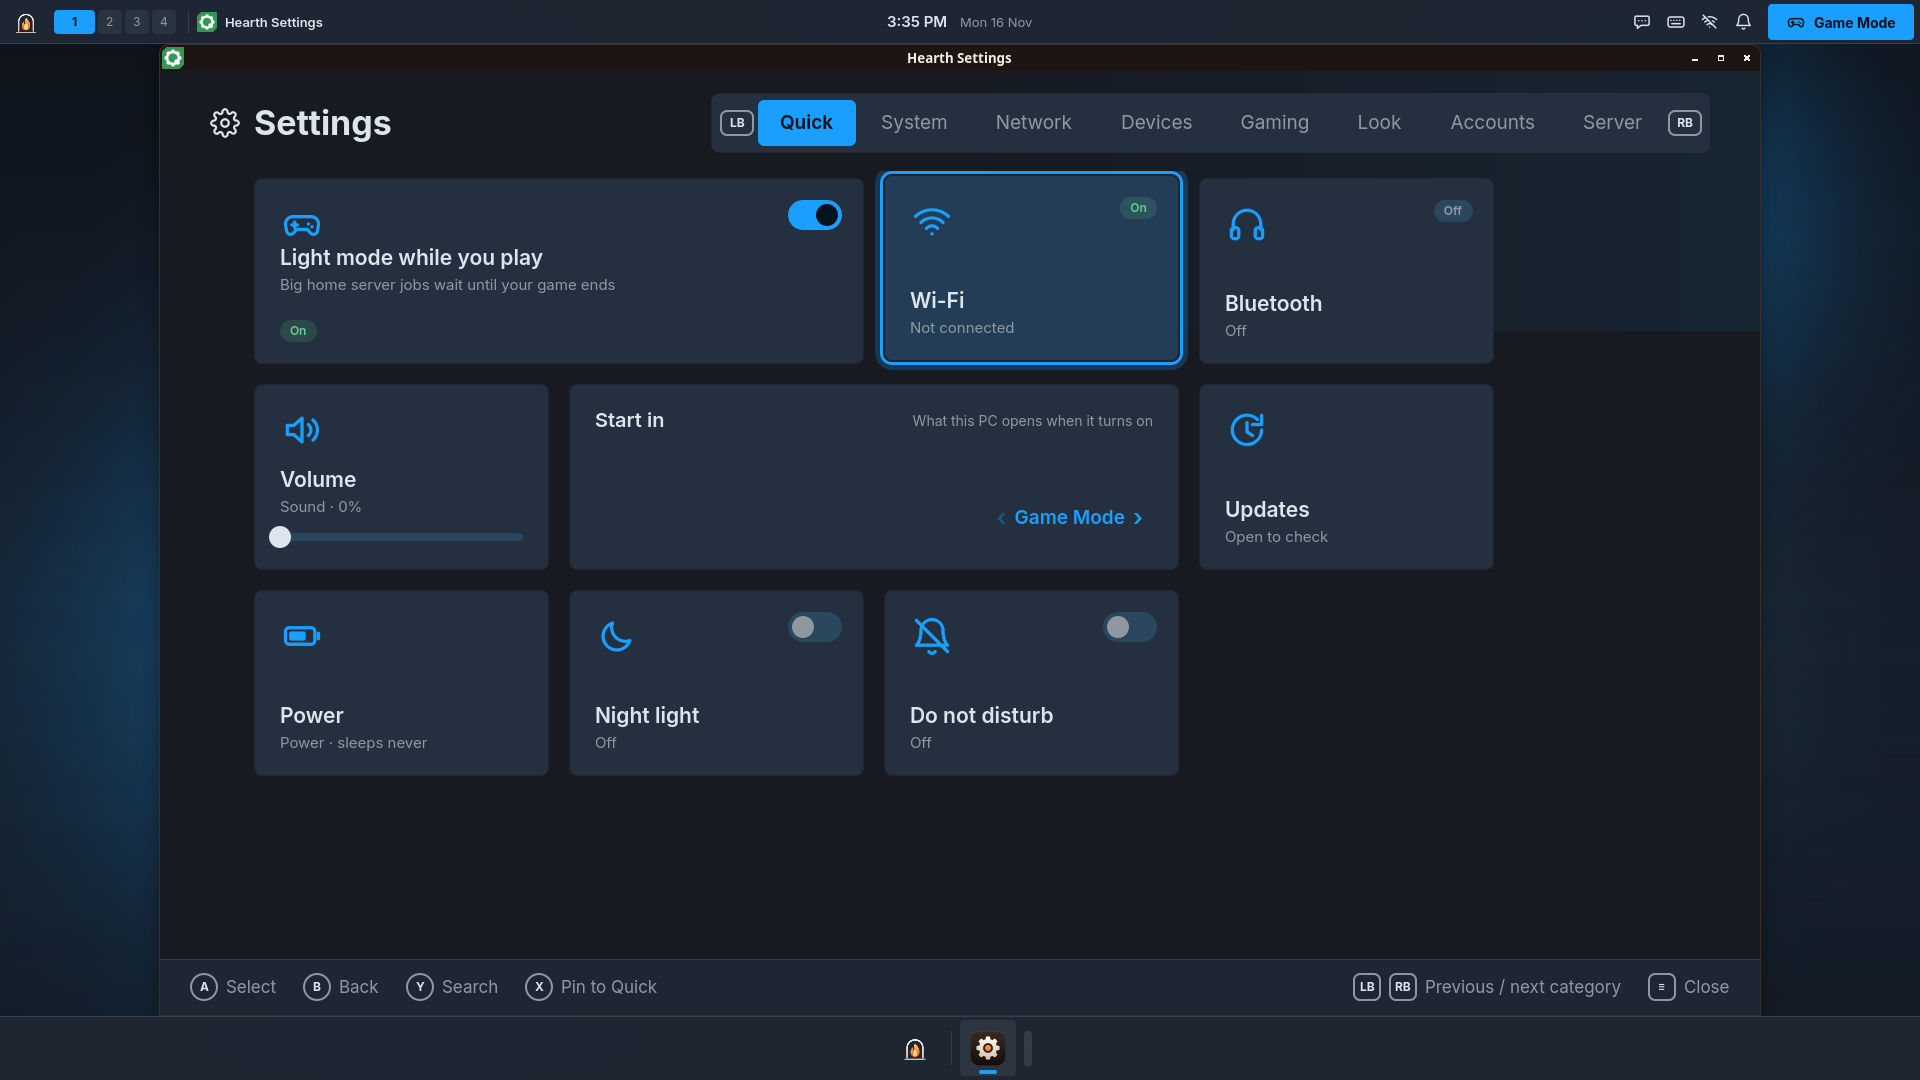 1 2 3 4 Hearth Settings 3:35 PM Mon 16 Nov Game Mode
Hearth Settings
Settings LB Quick System Network Devices Gaming Look Accounts Server RB
Light mode while you play
Big home server jobs wait until your game ends
On
On
Wi-Fi
Not connected
Off
Bluetooth
Off
Volume
Sound · 0%
Start in
What this PC opens when it turns on
‹ Game Mode ›
Updates
Open to check
Power
Power · sleeps never
Night light
Off
Do not disturb
Off
A Select B Back Y Search X Pin to Quick LB RB Previous / next category ≡ Close